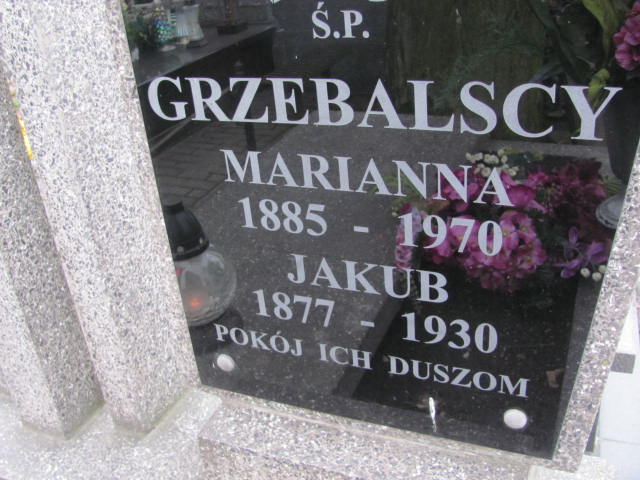 Ś.P.
GRZEBALSCY
MARIANNA
1885 - 1970
JAKUB
1877 - 1930
POKÓJ ICH DUSZOM